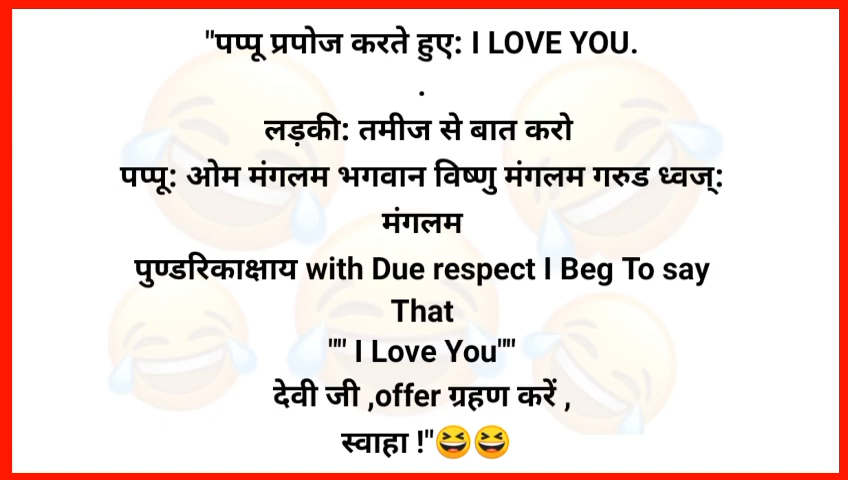 "पप्पू प्रपोज करते हुए: I LOVE YOU.
.
लड़की: तमीज से बात करो
पप्पू: ओम मंगलम भगवान विष्णु मंगलम गरुड ध्वज्:
मंगलम
पुण्डरिकाक्षाय with Due respect I Beg To say
That
"" I Love You""
देवी जी ,offer ग्रहण करें ,
स्वाहा !"😆😆